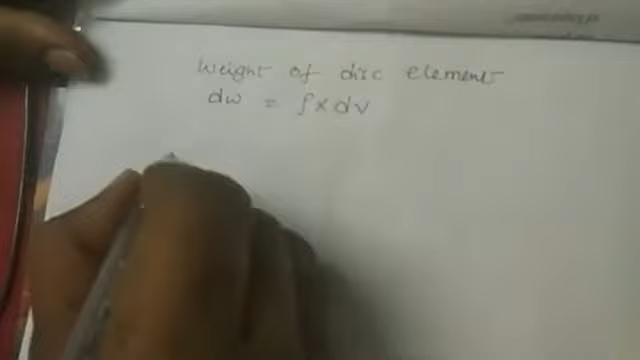 Weight of disc element
dw = ρ x dv